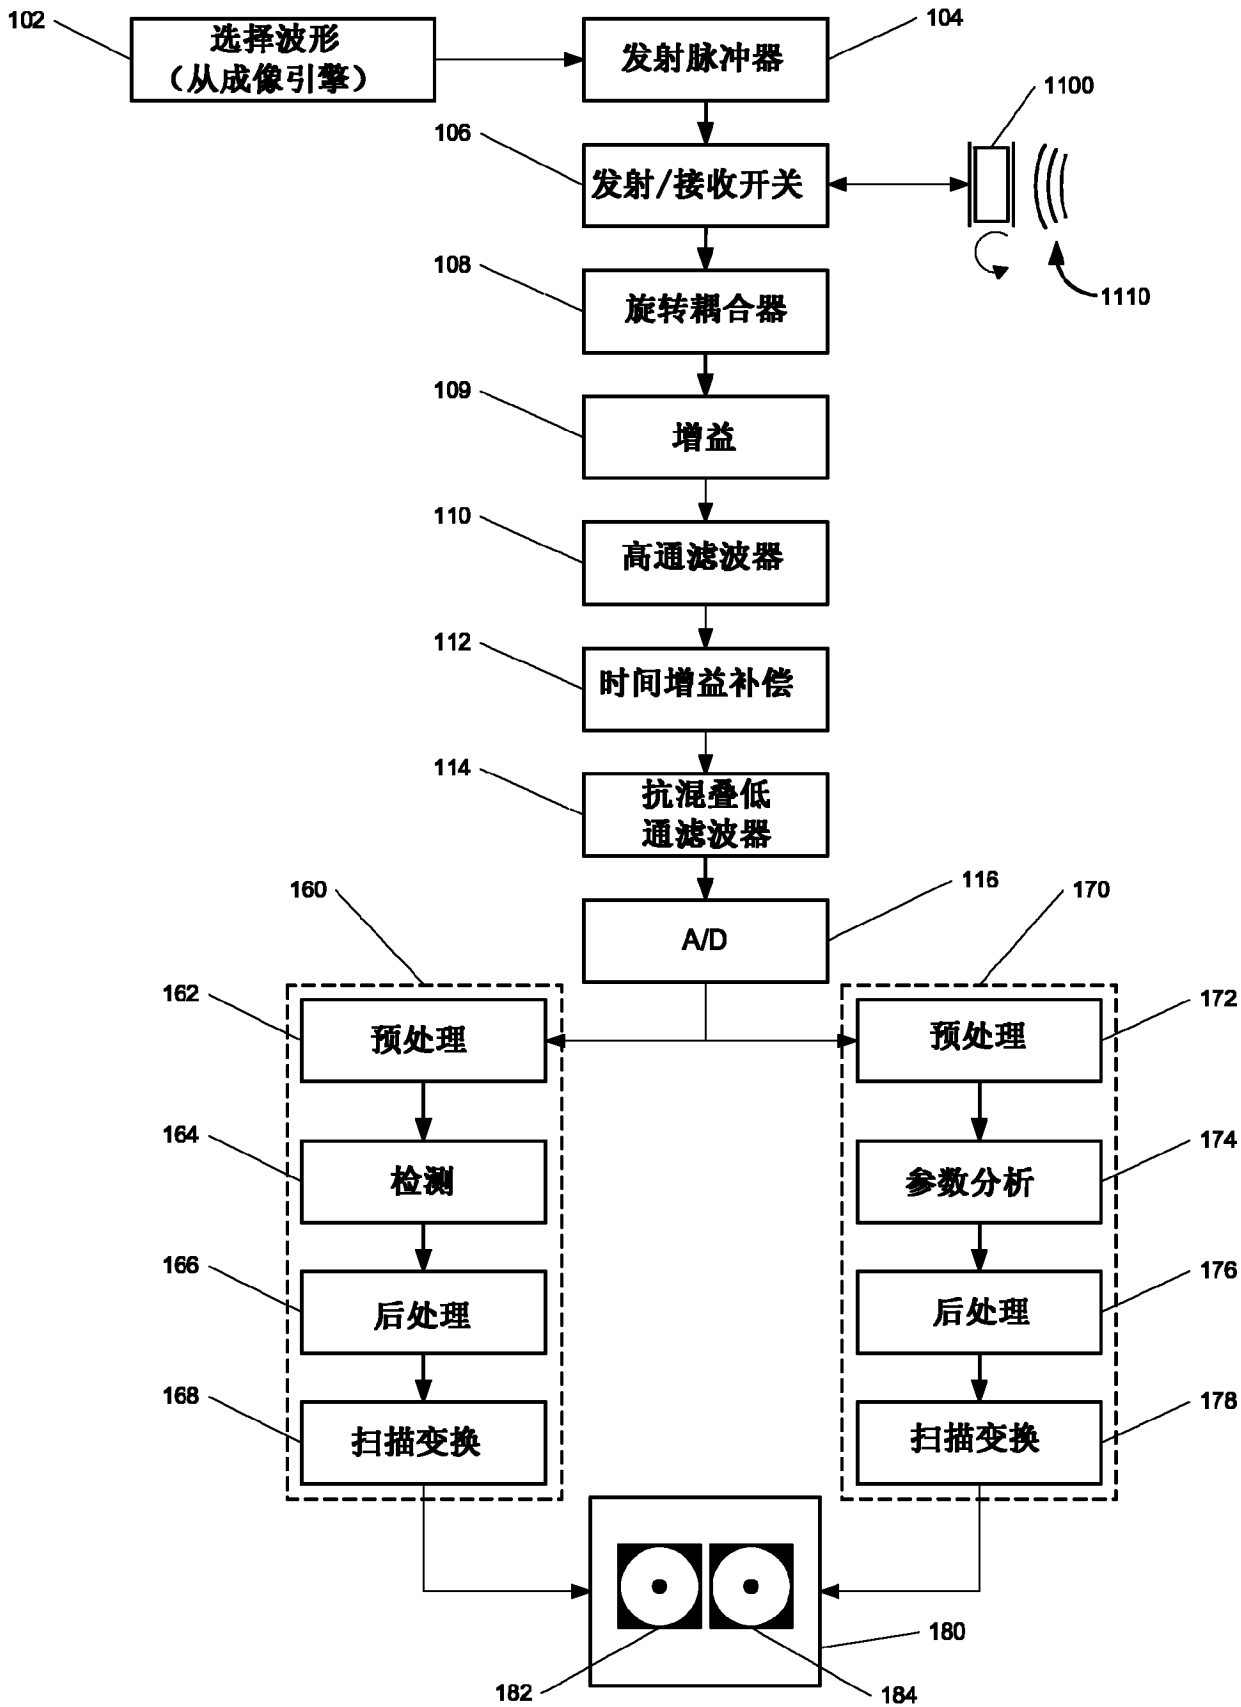 102
选择波形
（从成像引擎）
发射脉冲器
104
106
发射/接收开关
1100
1110
108
旋转耦合器
109
增益
110
高通滤波器
112
时间增益补偿
114
抗混叠低
通滤波器
116
A/D
160
170
162
预处理
预处理
172
164
检测
参数分析
174
166
后处理
后处理
176
168
扫描变换
扫描变换
178
180
182
184